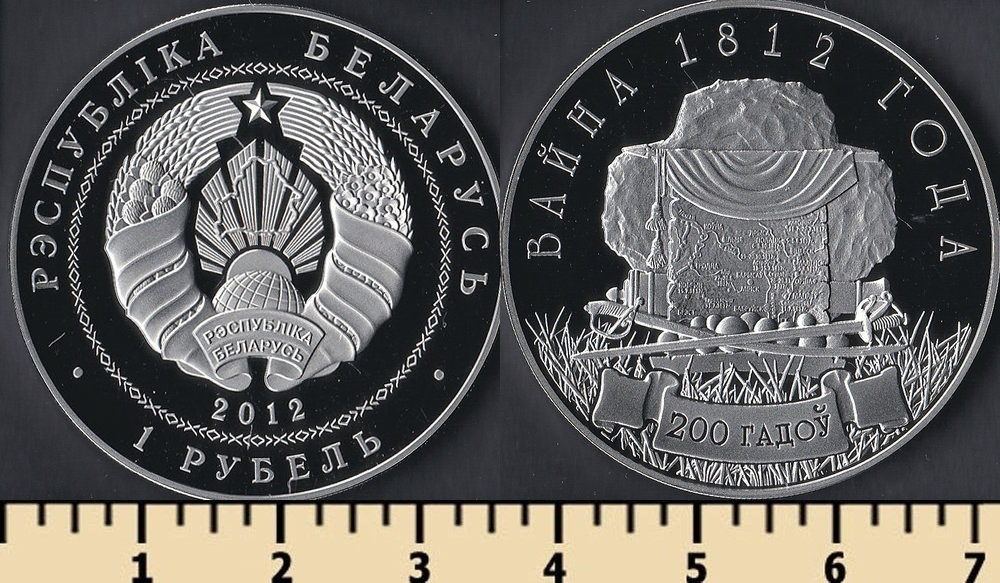 РЭСПУБЛІКА БЕЛАРУСЬ
РЭСПУБЛІКА
БЕЛАРУСЬ
2012
1 РУБЕЛЬ
ВАЙНА 1812 ГОДА
200 ГАДОЎ
1 2 3 4 5 6 7